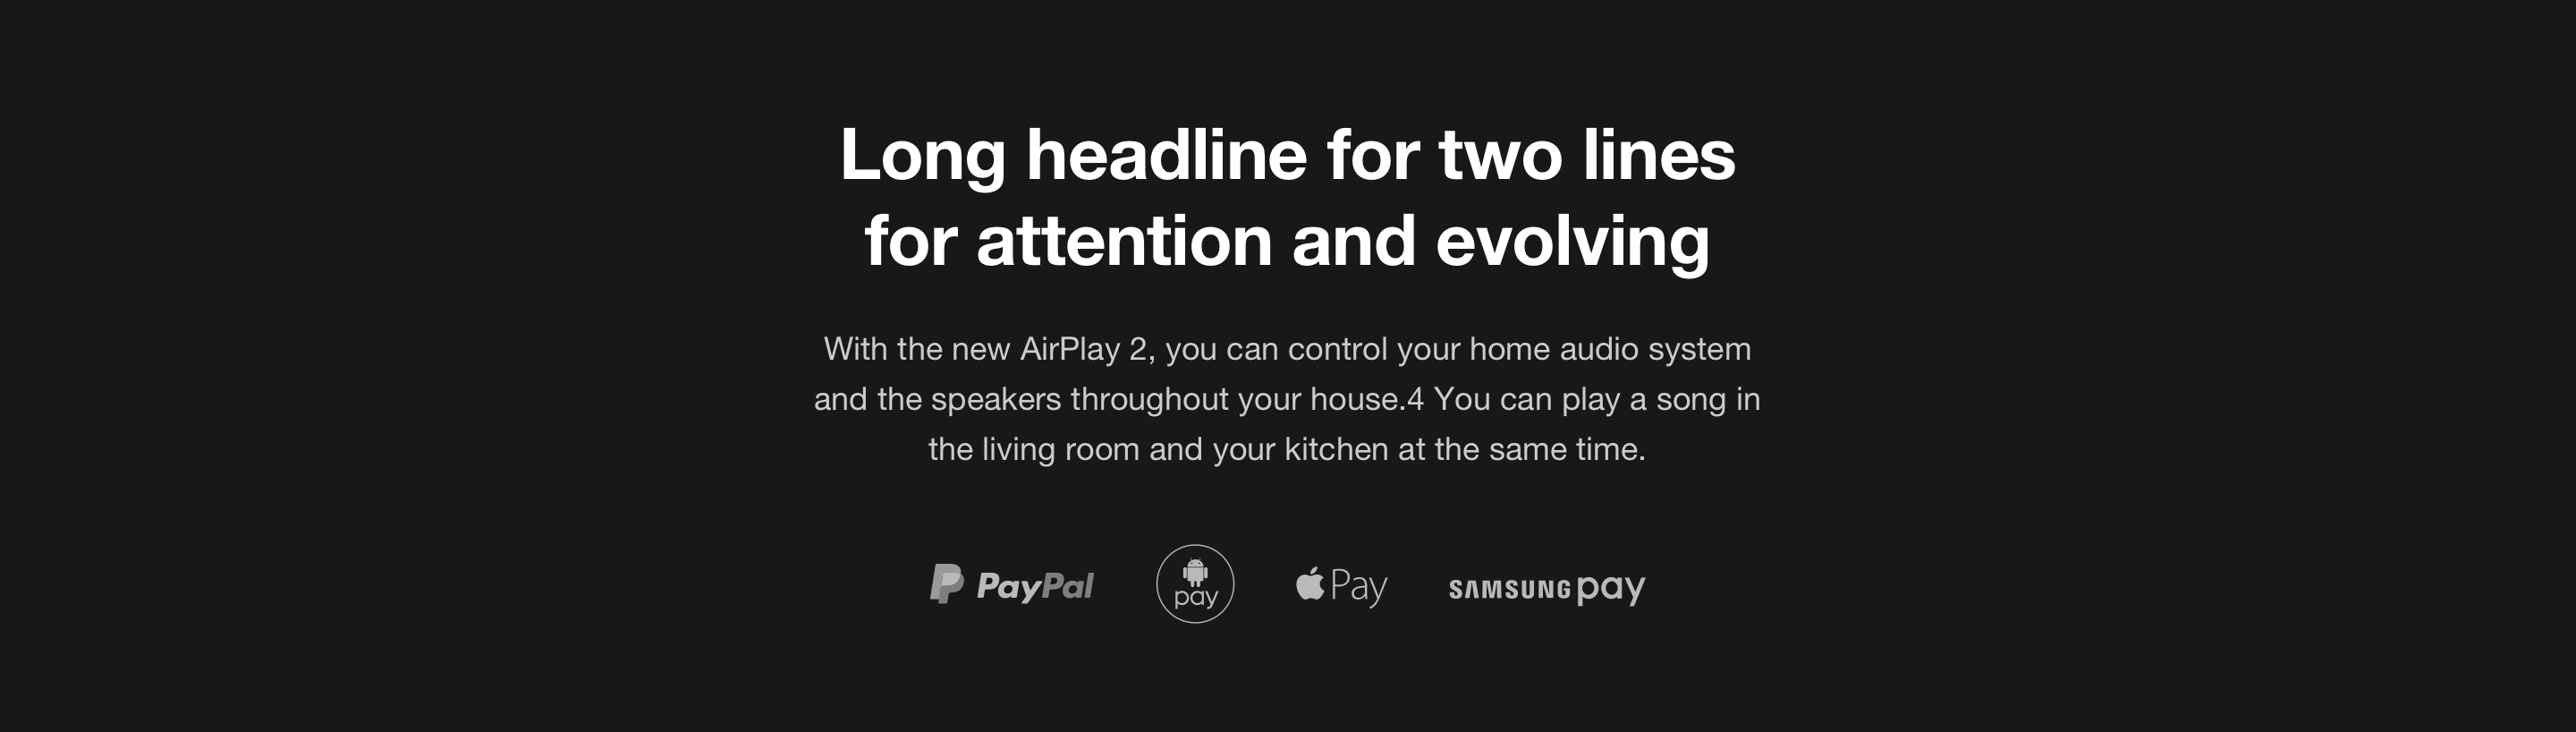 Long headline for two lines
for attention and evolving
With the new AirPlay 2, you can control your home audio system
and the speakers throughout your house.4 You can play a song in
the living room and your kitchen at the same time.
PayPal
pay
Pay
SAMSUNG pay